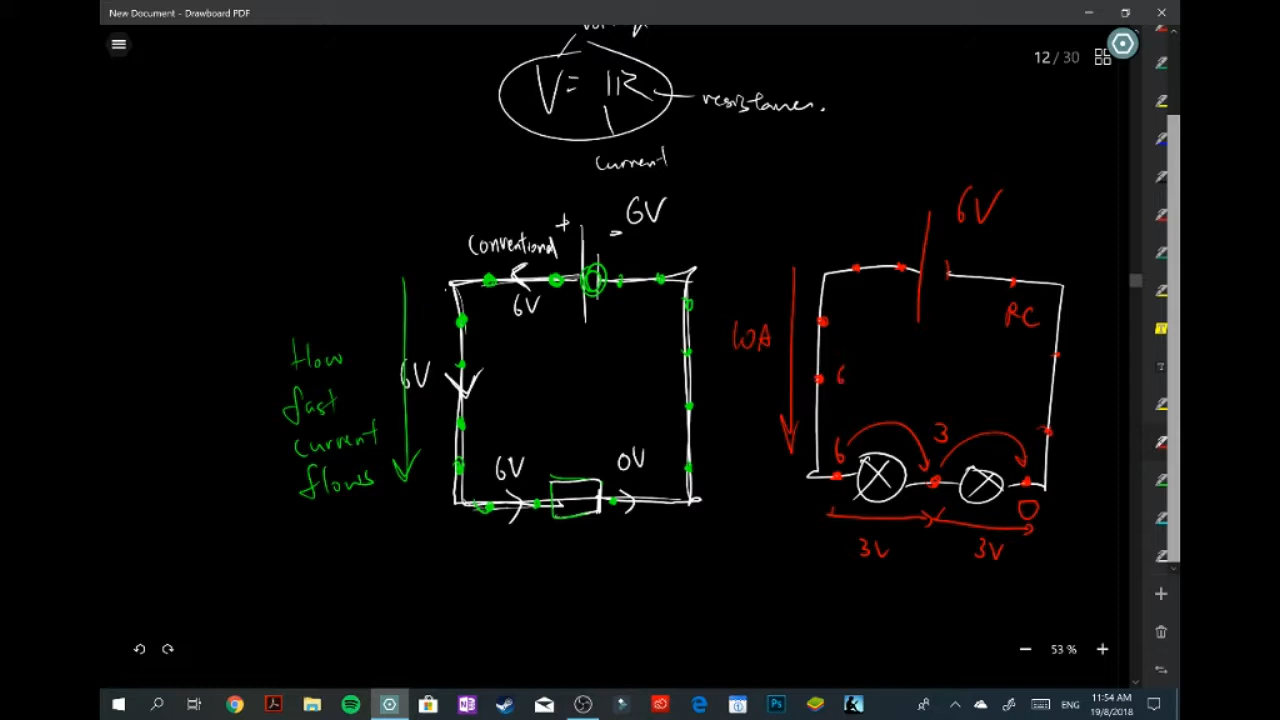 New Document - Drawboard PDF
12 / 30
V = IR
resistance.
current
= 6V
+
Conventional
6V
6V
6V
0V
flow
fast
current
flows
6V
RC
10A
6
6
3
0
3V
3V
53 %
ENG
11:54 AM
19/8/2018